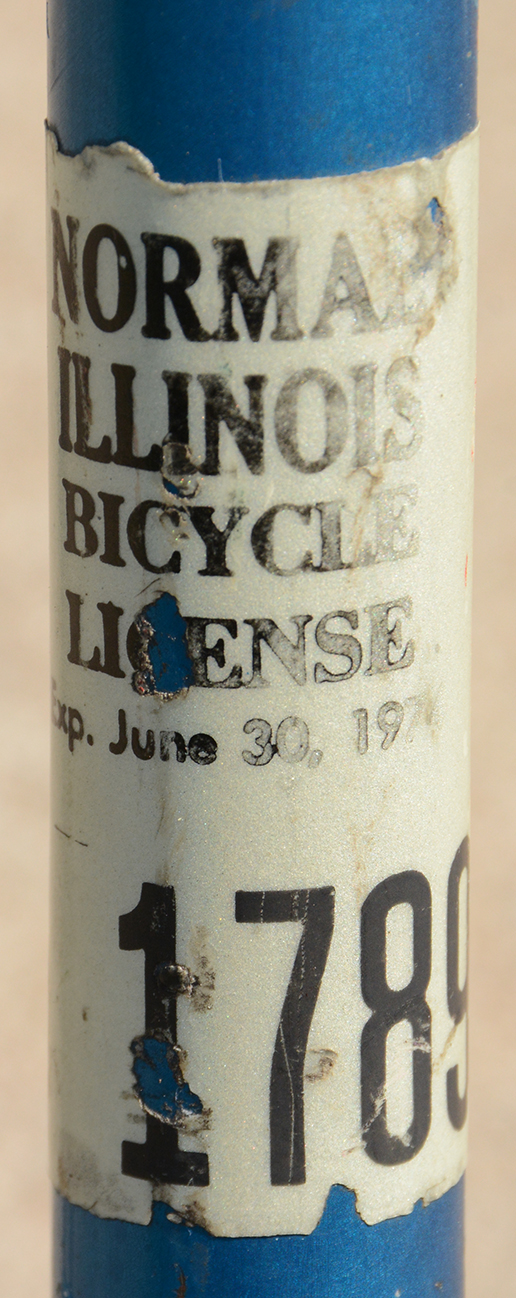 NORMAL
ILLINOIS
BICYCLE
LICENSE
Exp. June 30,
1789